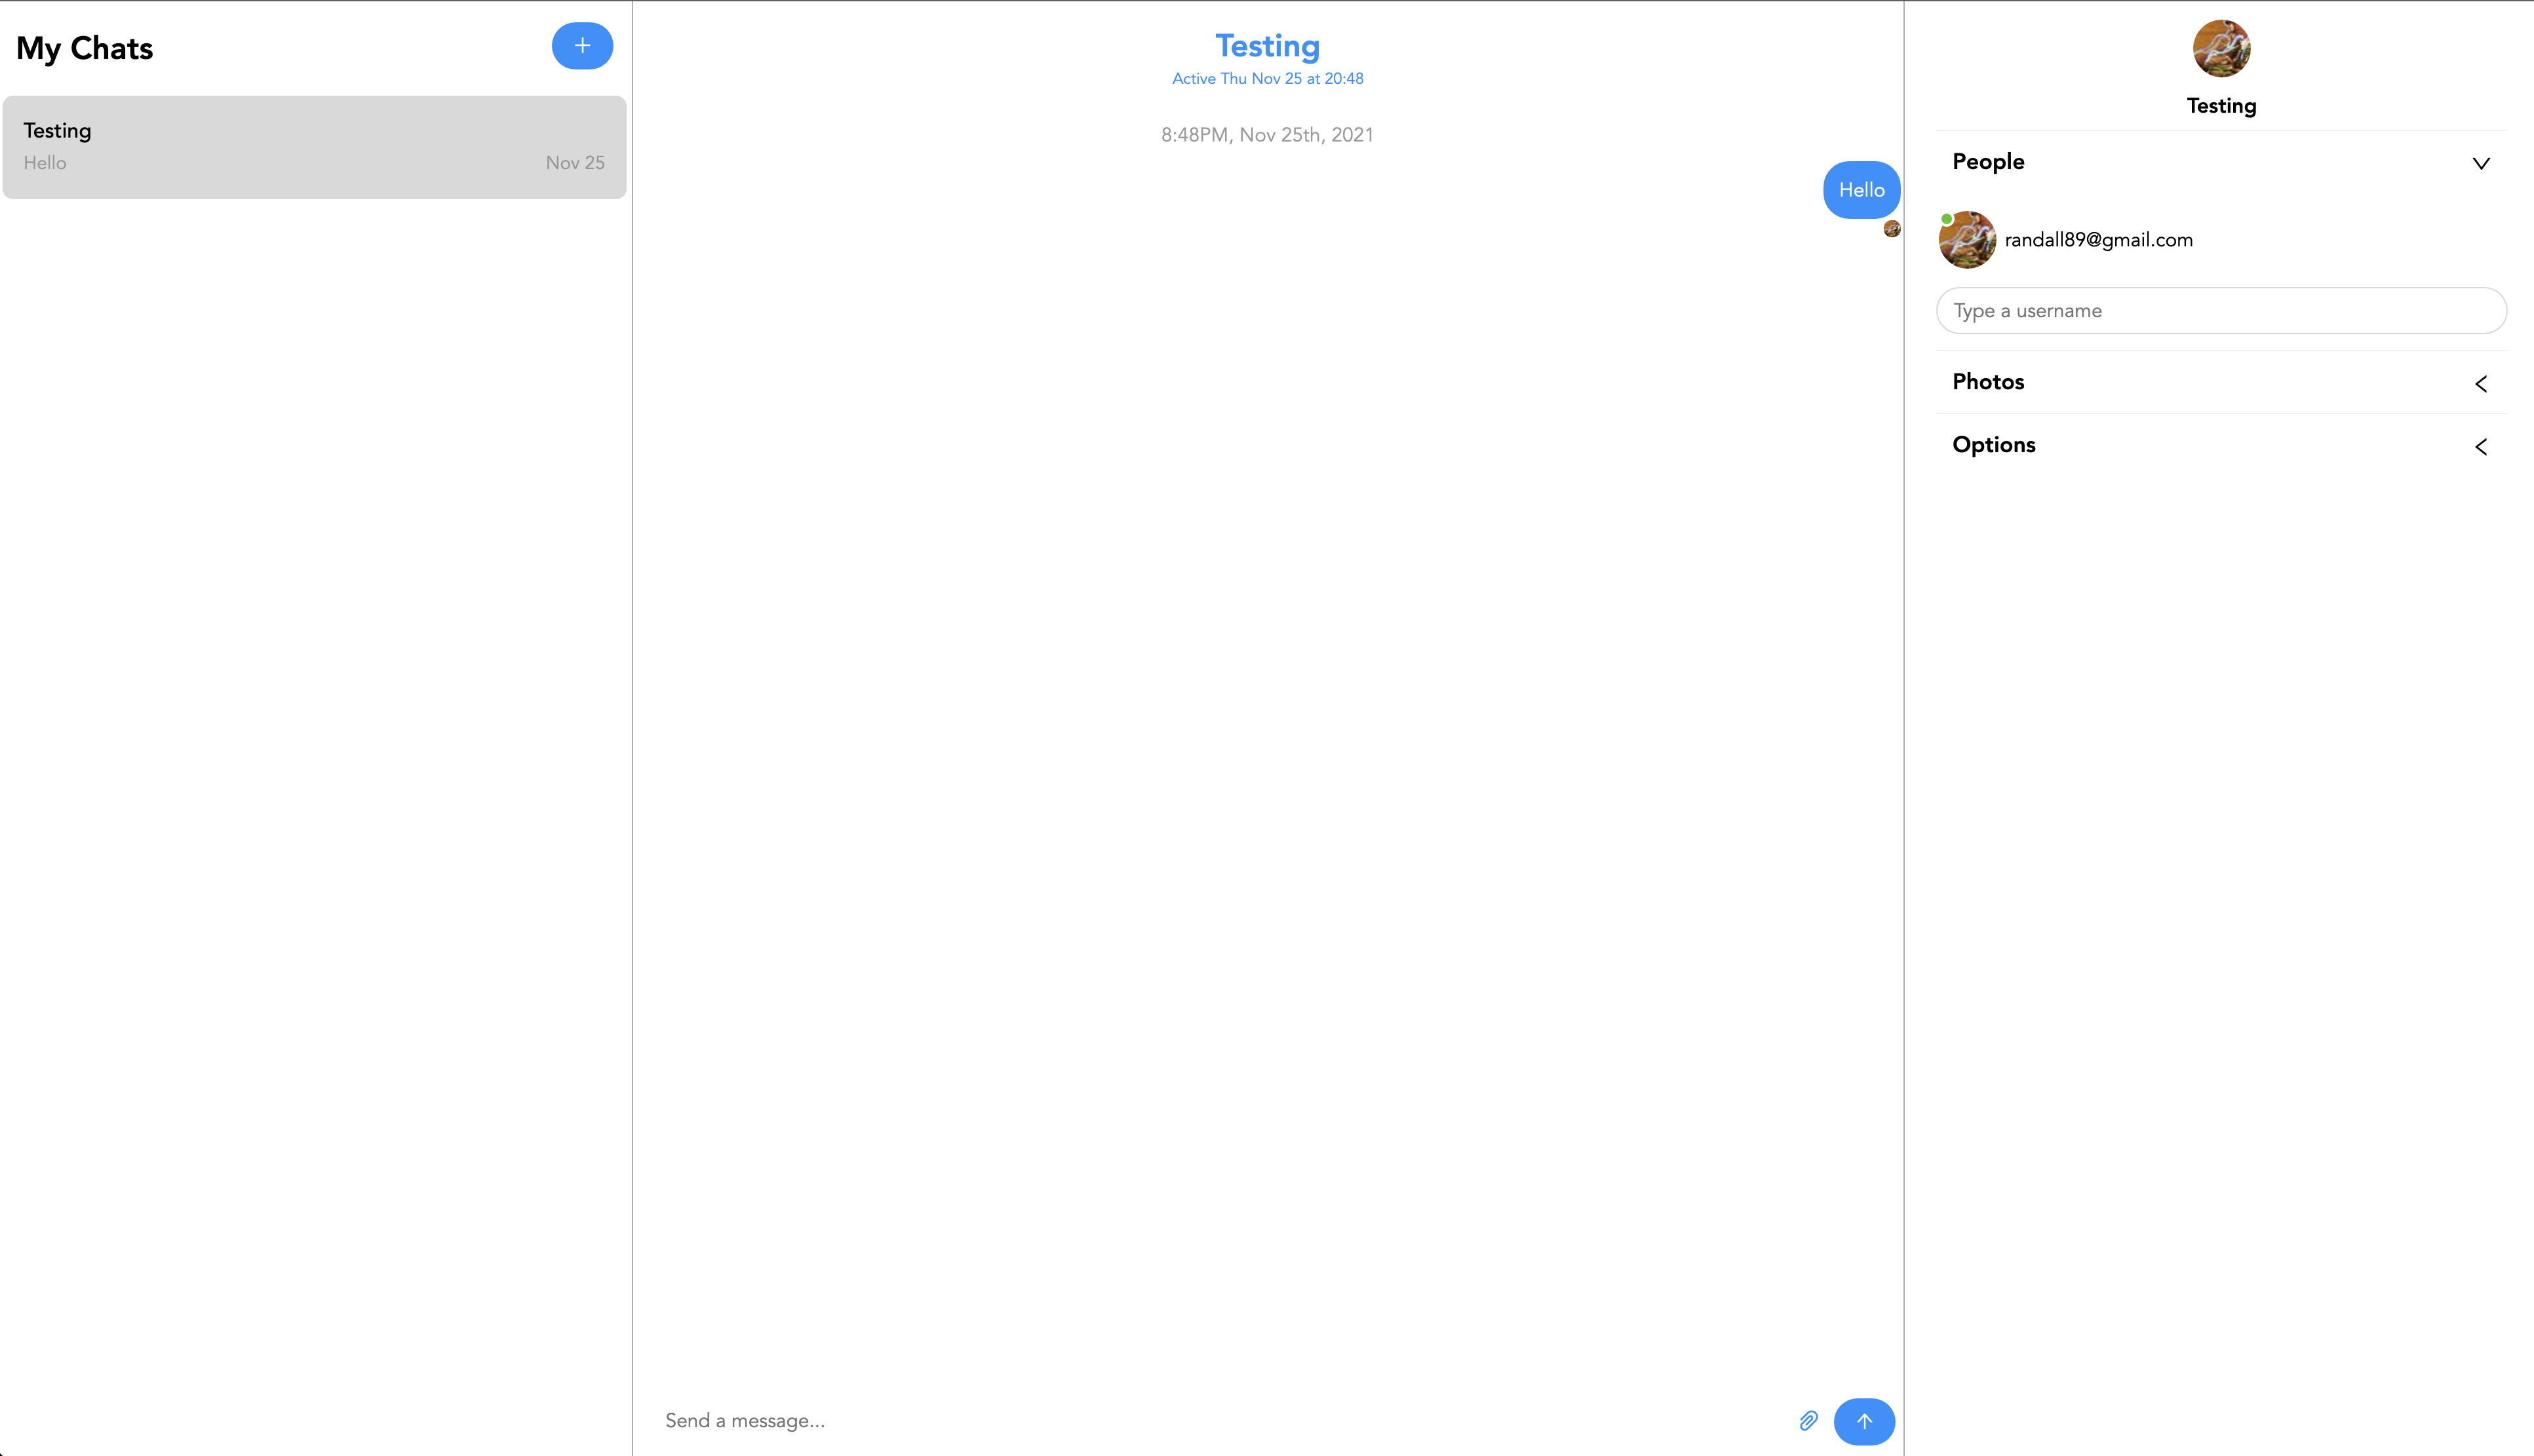 My Chats
+
Testing
Hello
Nov 25
Testing
Active Thu Nov 25 at 20:48
8:48PM, Nov 25th, 2021
Hello
Send a message...
Testing
People
randall89@gmail.com
Type a username
Photos
Options